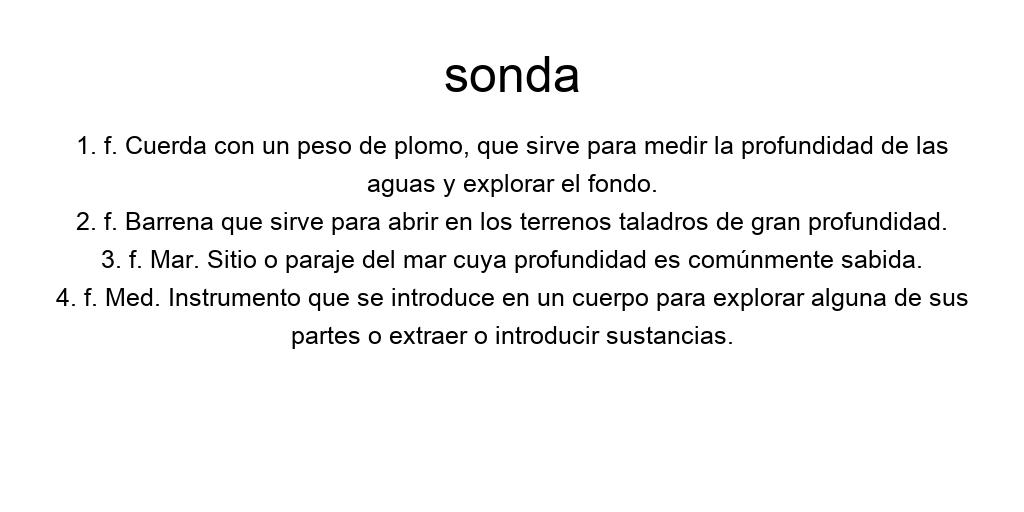 sonda
1. f. Cuerda con un peso de plomo, que sirve para medir la profundidad de las
aguas y explorar el fondo.
2. f. Barrena que sirve para abrir en los terrenos taladros de gran profundidad.
3. f. Mar. Sitio o paraje del mar cuya profundidad es comúnmente sabida.
4. f. Med. Instrumento que se introduce en un cuerpo para explorar alguna de sus
partes o extraer o introducir sustancias.